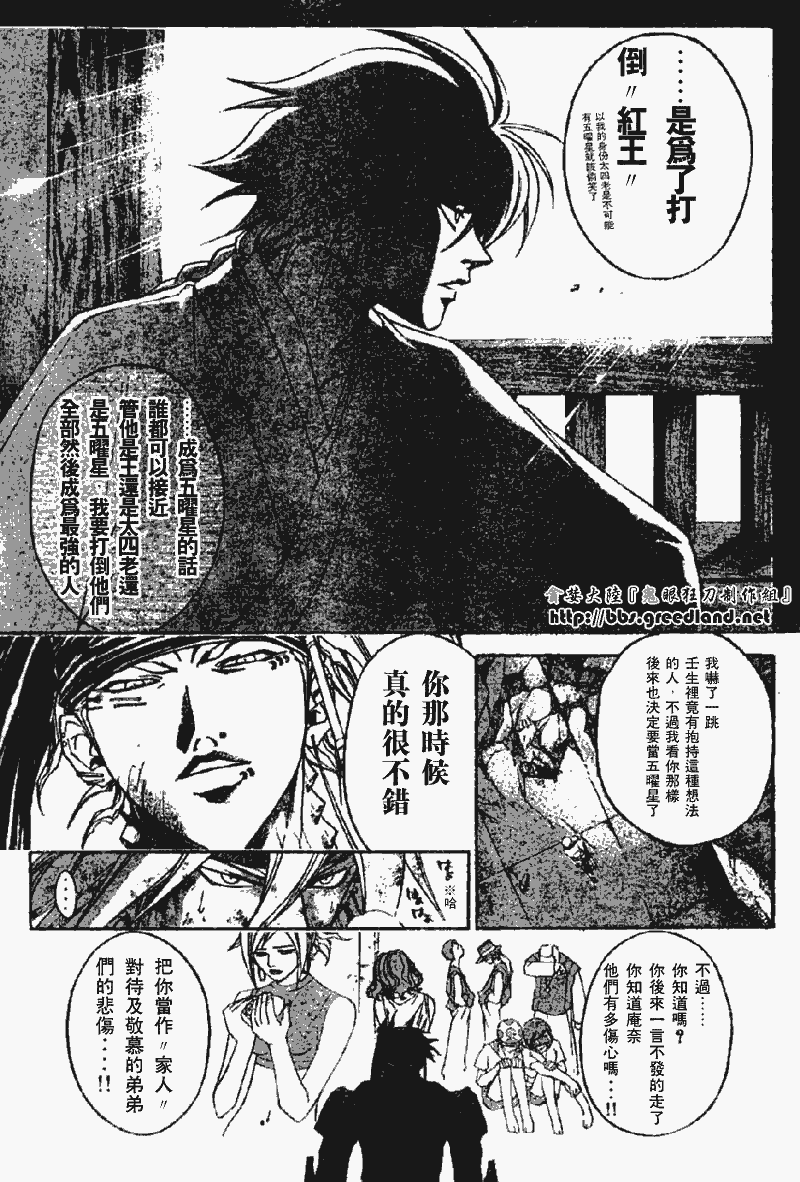 ……是為了打
倒〃紅王〃
以我的身份太四老是不可能
有五曜星就該偷笑了
……成為五曜星的話
誰都可以接近
管他是王還是太四老還
是五曜星．我要打倒他們
全部然後成為最強的人
貪婪大陸『鬼眼狂刀制作組』
http://bbs.greedland.net
我嚇了一跳
壬生裡竟有抱持這種想法
的人．不過我看你那樣
後來也決定要當五曜星了
你那時候
真的很不錯
はっ
はっ
※哈
…
不過……
你知道嗎？
你後來一言不發的走了
你知道庵奈
他們有多傷心嗎…!!
把你當作〃家人〃
對待及敬慕的弟弟
們的悲傷…!!